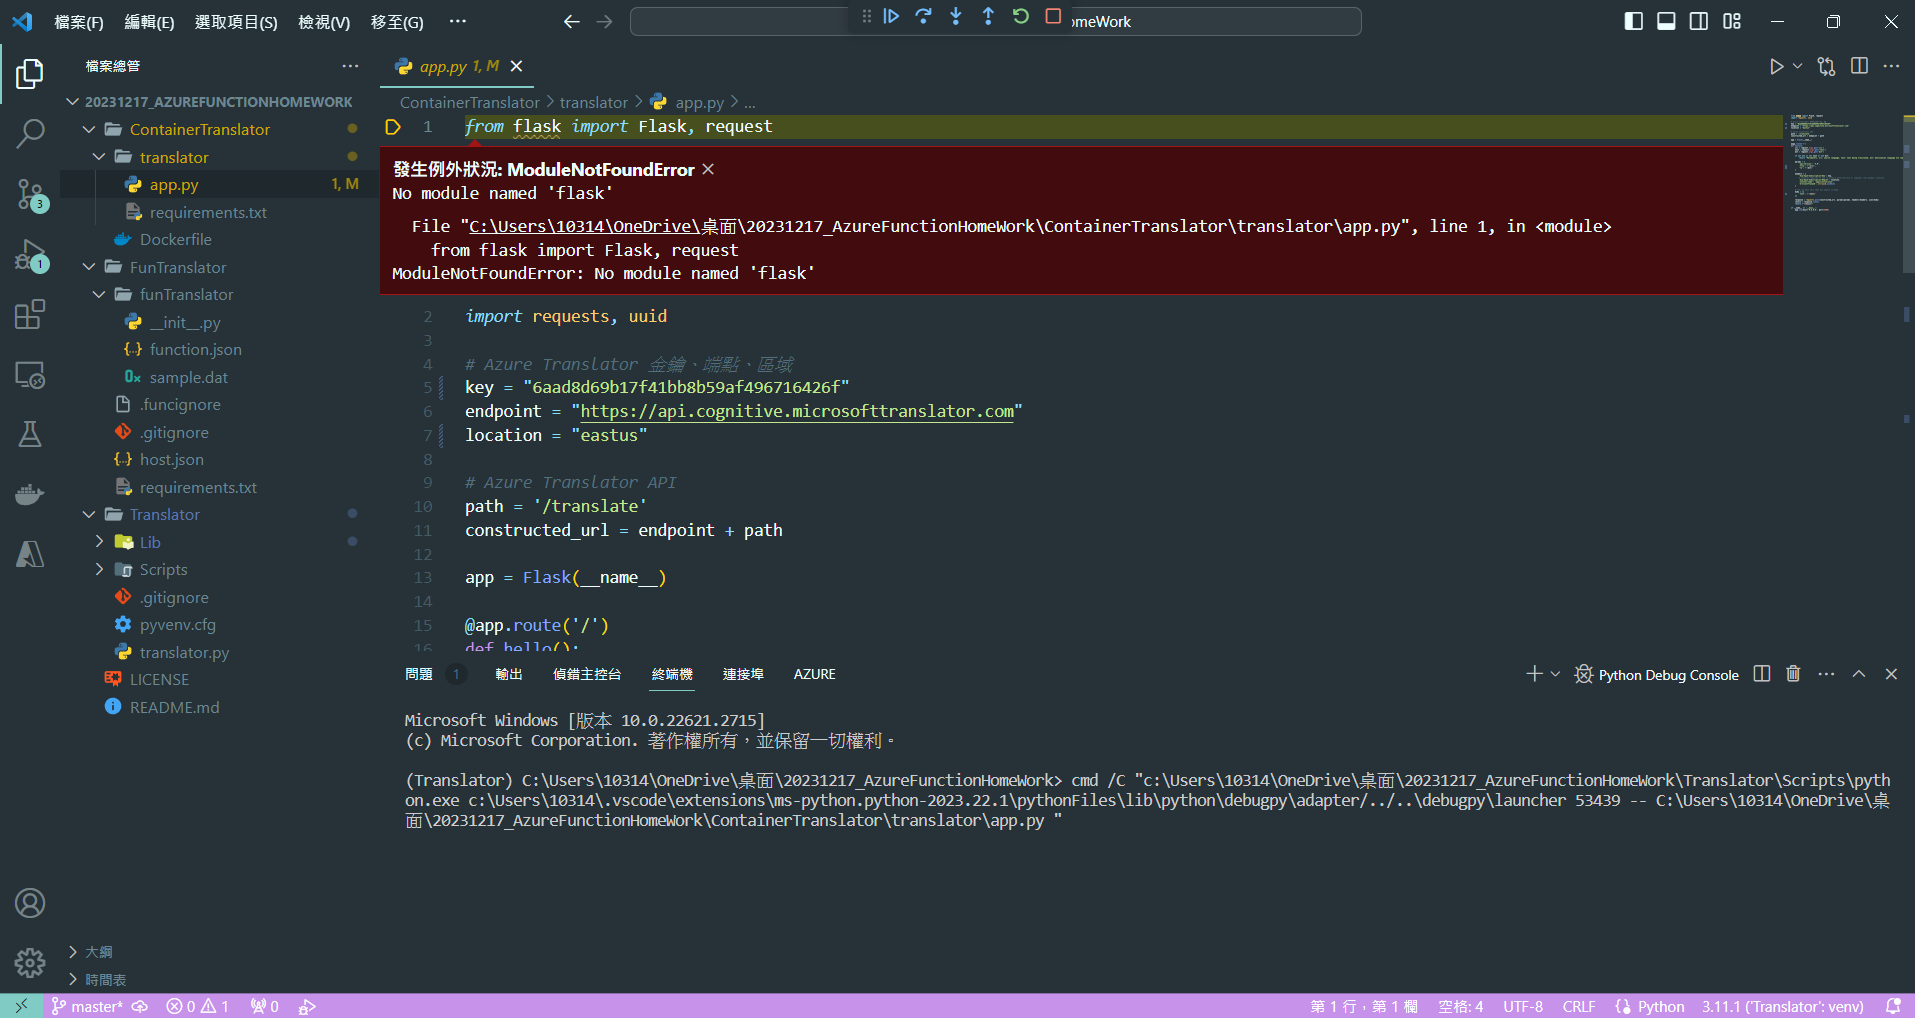 檔案(F) 編輯(E) 選取項目(S) 檢視(V) 移至(G) ··· omeWork
檔案總管 ···
20231217_AZUREFUNCTIONHOMEWORK
ContainerTranslator
translator
app.py 1, M
requirements.txt
Dockerfile
FunTranslator
funTranslator
__init__.py
function.json
sample.dat
.funcignore
.gitignore
host.json
requirements.txt
Translator
Lib
Scripts
.gitignore
pyvenv.cfg
translator.py
LICENSE
README.md
大綱
時間表
3
1
app.py 1, M
ContainerTranslator > translator > app.py > ...
1 from flask import Flask, request
發生例外狀況: ModuleNotFoundError
No module named 'flask'
File "C:\Users\10314\OneDrive\桌面\20231217_AzureFunctionHomeWork\ContainerTranslator\translator\app.py", line 1, in <module>
from flask import Flask, request
ModuleNotFoundError: No module named 'flask'
2 import requests, uuid
3
4 # Azure Translator 金鑰、端點、區域
5 key = "6aad8d69b17f41bb8b59af496716426f"
6 endpoint = "https://api.cognitive.microsofttranslator.com"
7 location = "eastus"
8
9 # Azure Translator API
10 path = '/translate'
11 constructed_url = endpoint + path
12
13 app = Flask(__name__)
14
15 @app.route('/')
16 def hello():
問題 1 輸出 偵錯主控台 終端機 連接埠 AZURE Python Debug Console
Microsoft Windows [版本 10.0.22621.2715]
(c) Microsoft Corporation. 著作權所有，並保留一切權利。
(Translator) C:\Users\10314\OneDrive\桌面\20231217_AzureFunctionHomeWork> cmd /C "c:\Users\10314\OneDrive\桌面\20231217_AzureFunctionHomeWork\Translator\Scripts\pyth
on.exe c:\Users\10314\.vscode\extensions\ms-python.python-2023.22.1\pythonFiles\lib\python\debugpy\adapter/../..\debugpy\launcher 53439 -- C:\Users\10314\OneDrive\桌
面\20231217_AzureFunctionHomeWork\ContainerTranslator\translator\app.py "
master* 0 1 0 第 1 行，第 1 欄 空格: 4 UTF-8 CRLF Python 3.11.1 ('Translator': venv)